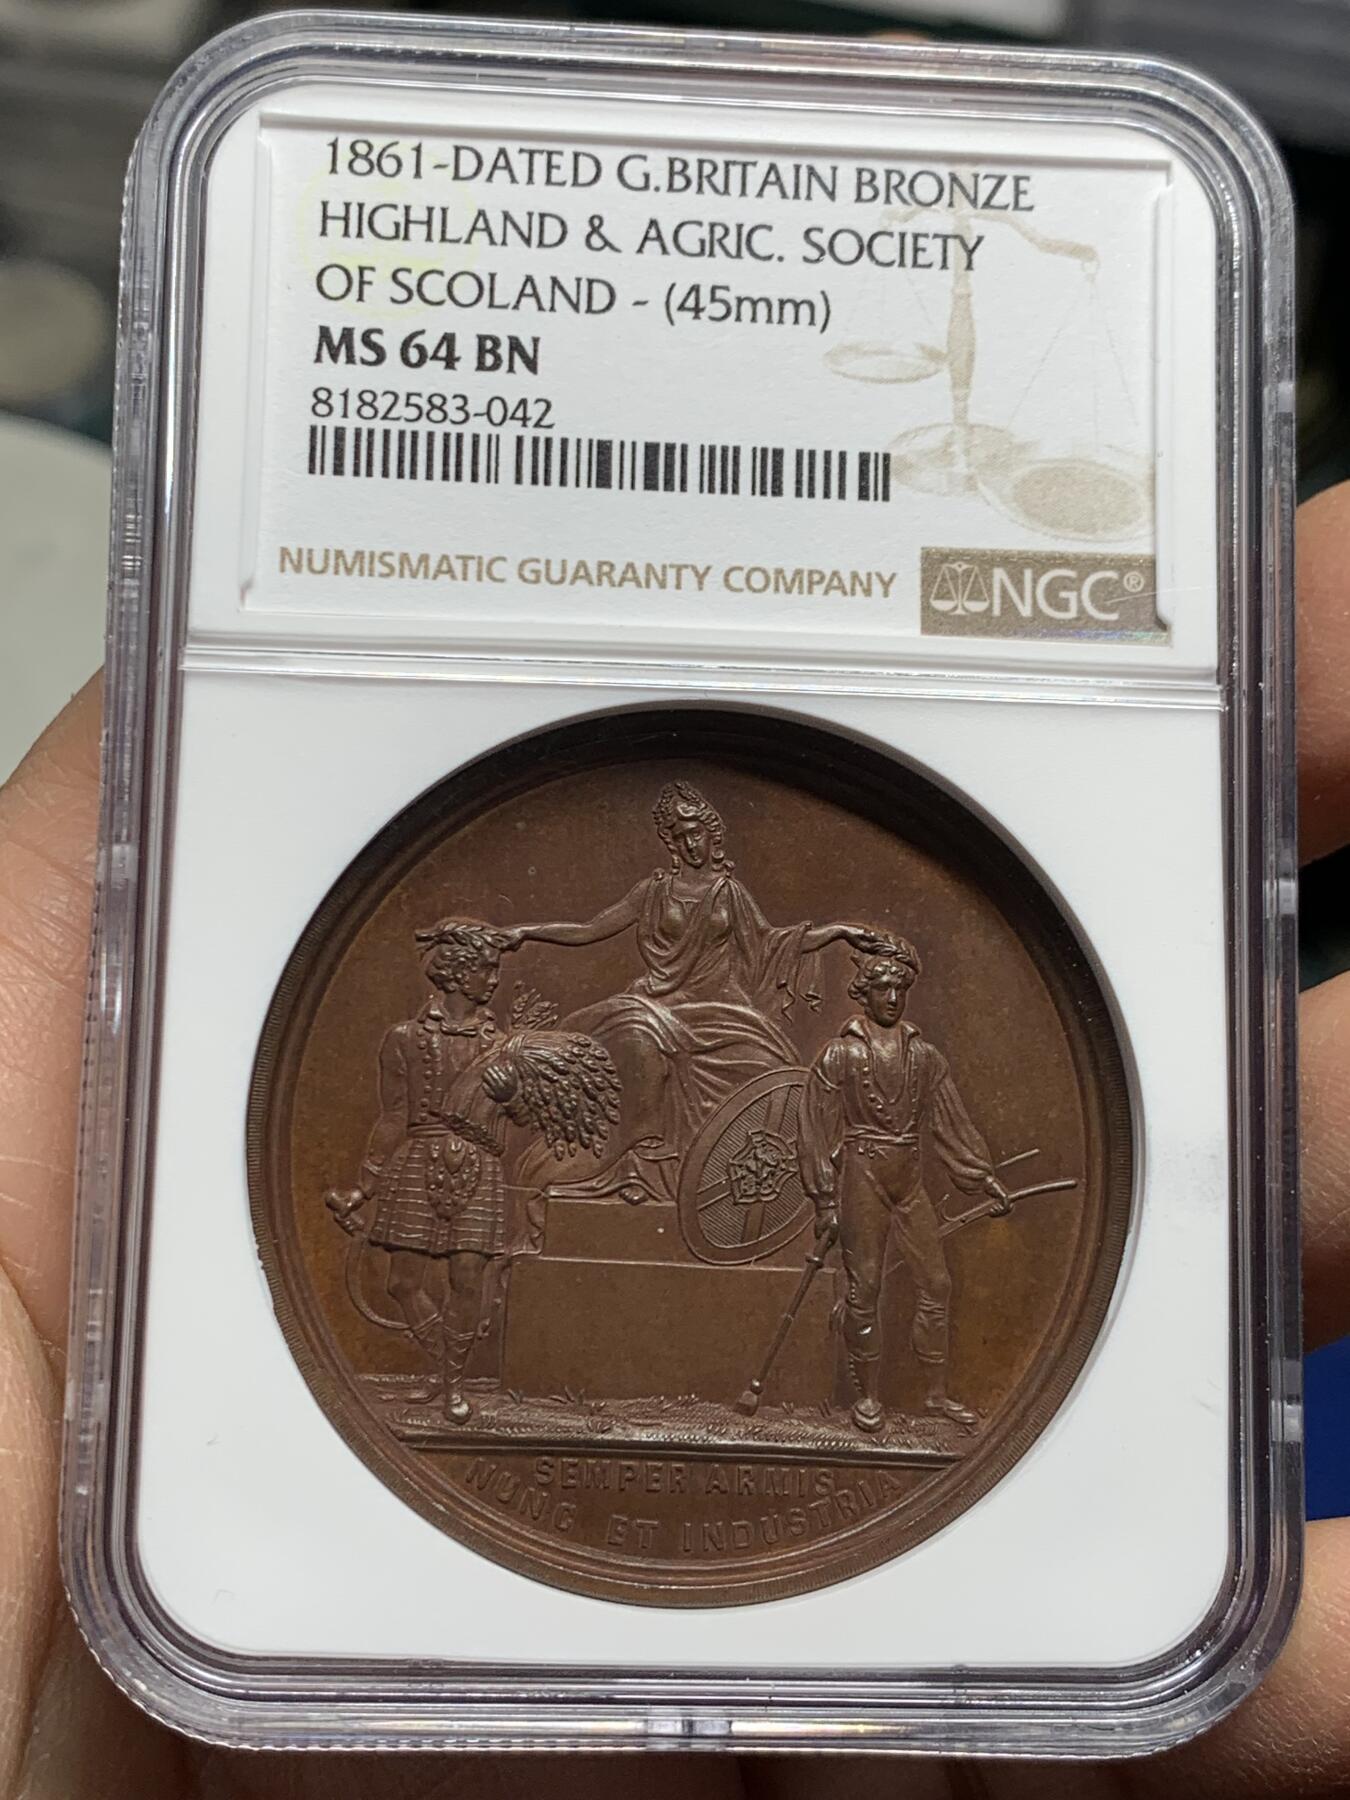 1861-DATED G.BRITAIN BRONZE
HIGHLAND & AGRIC. SOCIETY
OF SCOLAND - (45mm)
MS 64 BN
8182583-042
NUMISMATIC GUARANTY COMPANY
NGC®
SEMPER ARMIS
NUNC ET INDUSTRIA